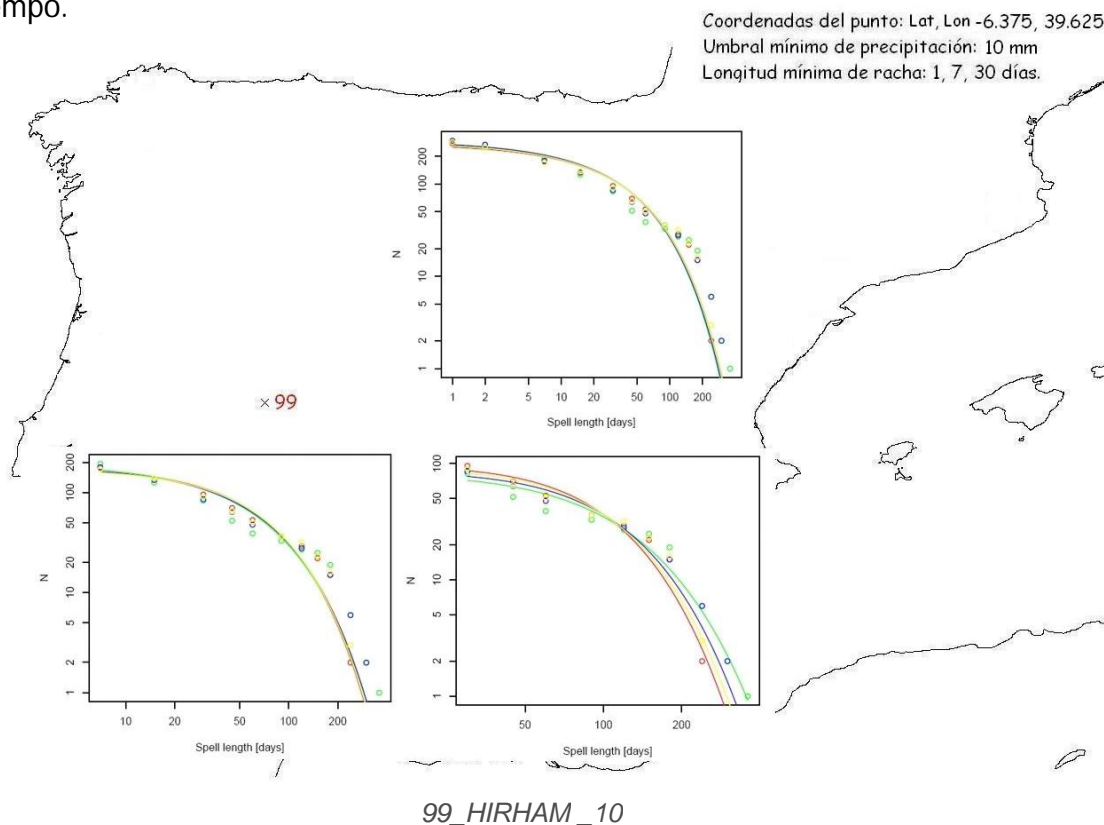 empo.
Coordenadas del punto: Lat, Lon -6.375, 39.625
Umbral mínimo de precipitación: 10 mm
Longitud mínima de racha: 1, 7, 30 días.
200
100
50
20
10
5
2
1
N
1 2 5 10 20 50 100 200
Spell length [days]
× 99
200
100
50
20
10
5
2
1
N
10 20 50 100 200
Spell length [days]
100
50
20
10
5
2
1
N
50 100 200
Spell length [days]
99_HIRHAM _10